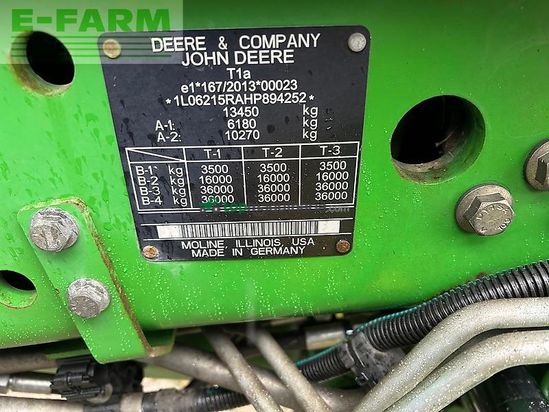 E-FARM
DEERE & COMPANY
JOHN DEERE
T1a
e1*167/2013*00023
*1L06215RAHP894252*
13450 kg
A-1: 6180 kg
A-2: 10270 kg
T-1 T-2 T-3
B-1 kg 3500 3500 3500
B-2 kg 16000 16000 16000
B-3 kg 36000 36000 36000
B-4 kg 36000 36000 36000
MOLINE, ILLINOIS, USA
MADE IN GERMANY